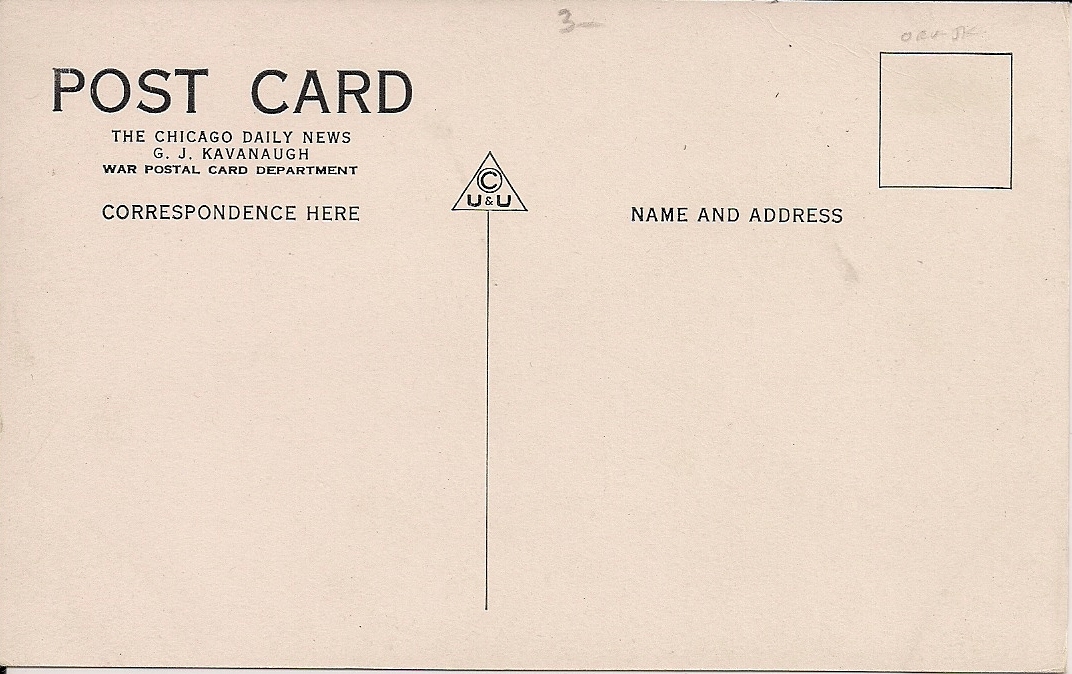 3-
POST CARD
THE CHICAGO DAILY NEWS
G. J. KAVANAUGH
WAR POSTAL CARD DEPARTMENT
CORRESPONDENCE HERE
©
U&U
NAME AND ADDRESS